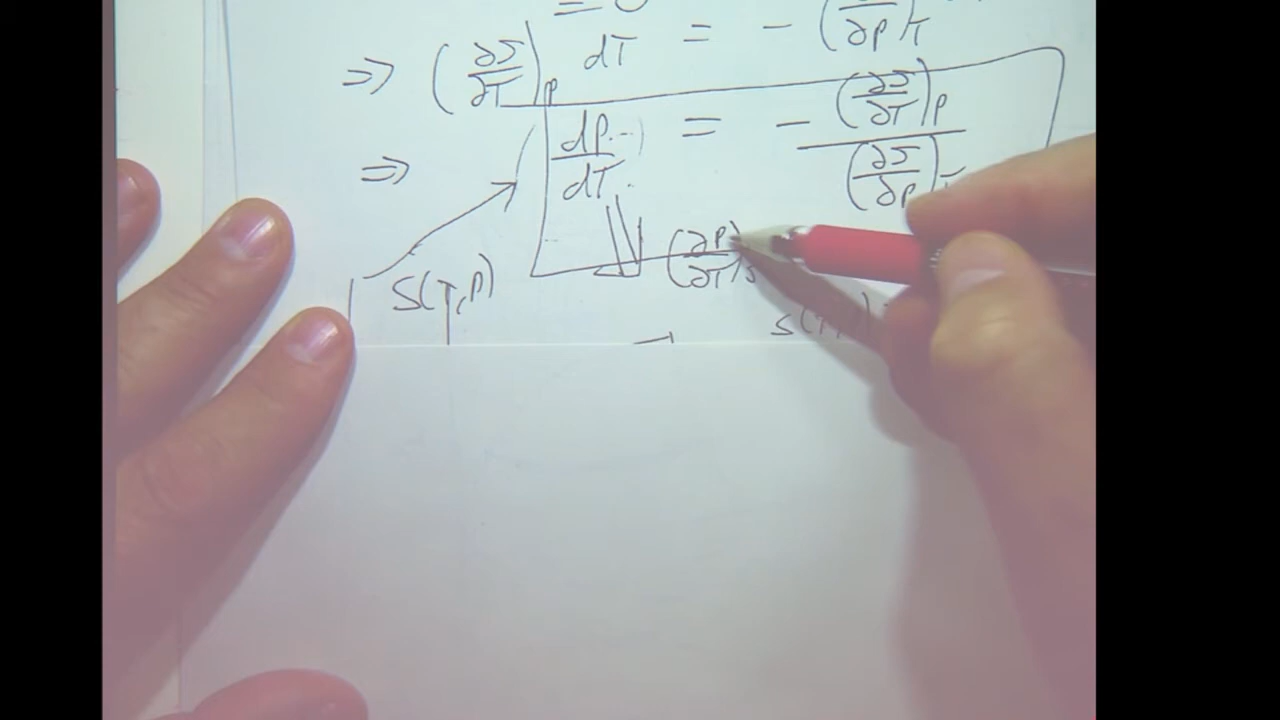 = 0
⇒ (∂S/∂T)_P dT = - (∂S/∂P)_T
⇒ (dP/dT) = - (∂S/∂T)_P / (∂S/∂P)_T
(∂P/∂T)_S
S(T,P)